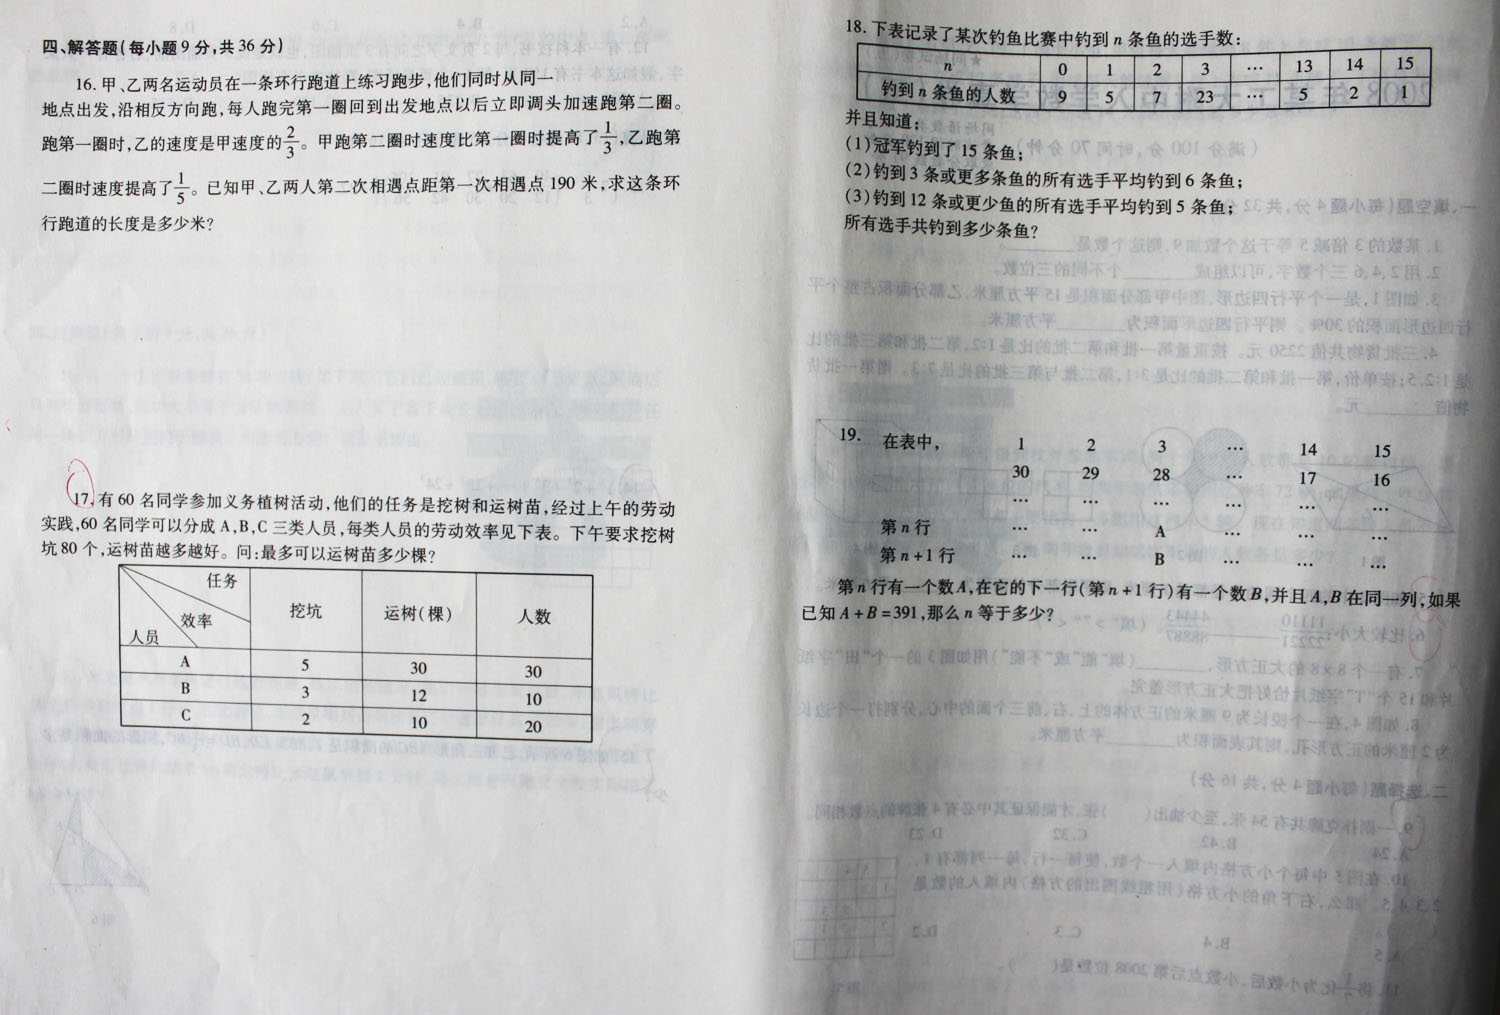 四、解答题(每小题9分,共36分)
16.甲、乙两名运动员在一条环行跑道上练习跑步,他们同时从同一
地点出发,沿相反方向跑,每人跑完第一圈回到出发地点以后立即调头加速跑第二圈。
跑第一圈时,乙的速度是甲速度的2/3。甲跑第二圈时速度比第一圈时提高了1/3,乙跑第
二圈时速度提高了1/5。已知甲、乙两人第二次相遇点距第一次相遇点190米,求这条环
行跑道的长度是多少米?
17.有60名同学参加义务植树活动,他们的任务是挖树和运树苗,经过上午的劳动
实践,60名同学可以分成A,B,C三类人员,每类人员的劳动效率见下表。下午要求挖树
坑80个,运树苗越多越好。问:最多可以运树苗多少棵?
任务 效率 人员 挖坑 运树(棵) 人数
A 5 30 30
B 3 12 10
C 2 10 20
18.下表记录了某次钓鱼比赛中钓到n条鱼的选手数:
n 0 1 2 3 … 13 14 15
钓到n条鱼的人数 9 5 7 23 … 5 2 1
并且知道:
(1)冠军钓到了15条鱼;
(2)钓到3条或更多条鱼的所有选手平均钓到6条鱼;
(3)钓到12条或更少鱼的所有选手平均钓到5条鱼;
所有选手共钓到多少条鱼?
19. 在表中, 1 2 3 … 14 15
30 29 28 … 17 16
… … … … … …
第n行 … … A … … …
第n+1行 … … B … … …
第n行有一个数A,在它的下一行(第n+1行)有一个数B,并且A,B在同一列,如果
已知A+B=391,那么n等于多少?